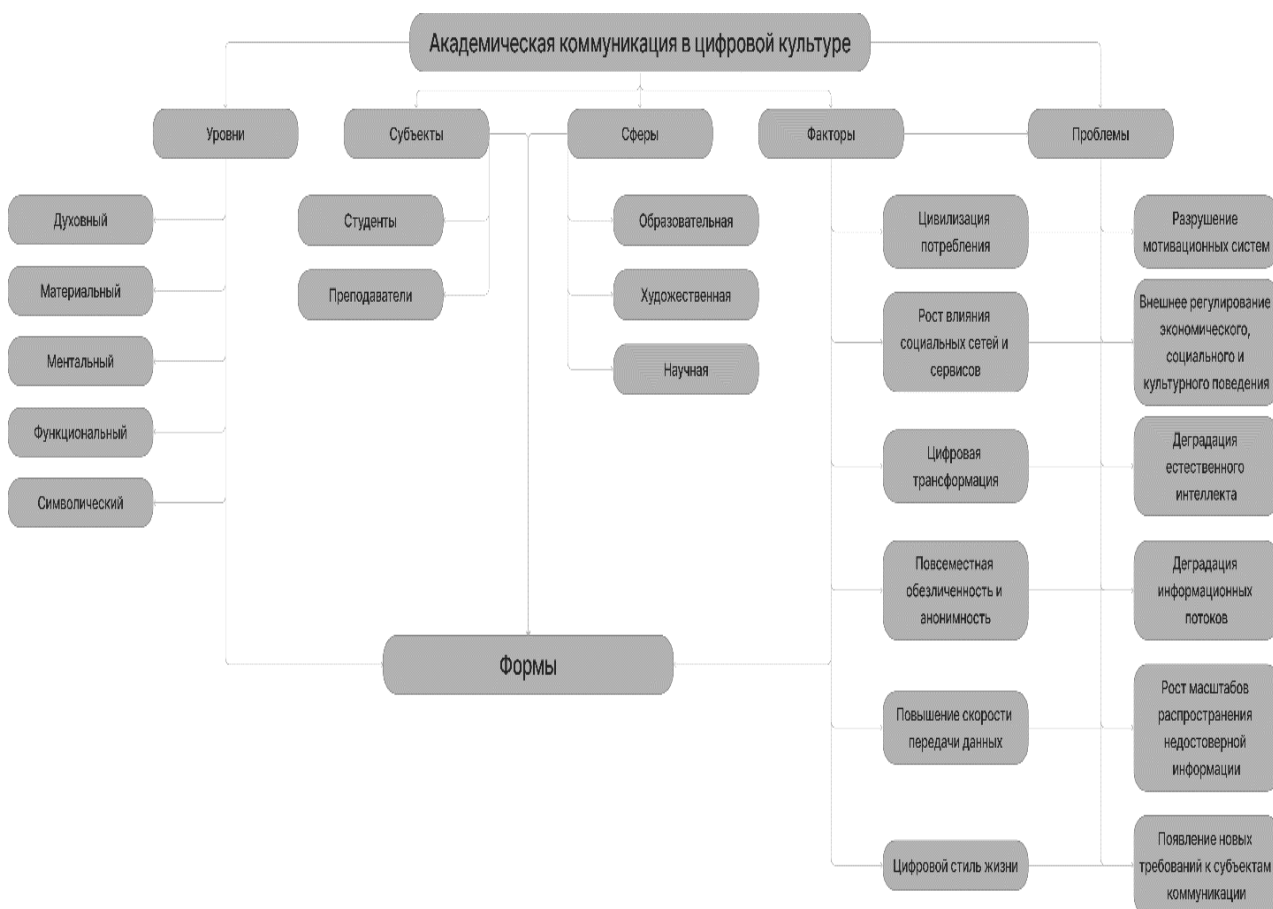 Академическая коммуникация в цифровой культуре
Уровни
Субъекты
Сферы
Факторы
Проблемы
Духовный
Материальный
Ментальный
Функциональный
Символический
Студенты
Преподаватели
Образовательная
Художественная
Научная
Формы
Цивилизация
потребления
Рост влияния
социальных сетей и
сервисов
Цифровая
трансформация
Повсеместная
обезличенность и
анонимность
Повышение скорости
передачи данных
Цифровой стиль жизни
Разрушение
мотивационных систем
Внешнее регулирование
экономического,
социального и
культурного поведения
Деградация
естественного
интеллекта
Деградация
информационных
потоков
Рост масштабов
распространения
недостоверной
информации
Появление новых
требований к субъектам
коммуникации